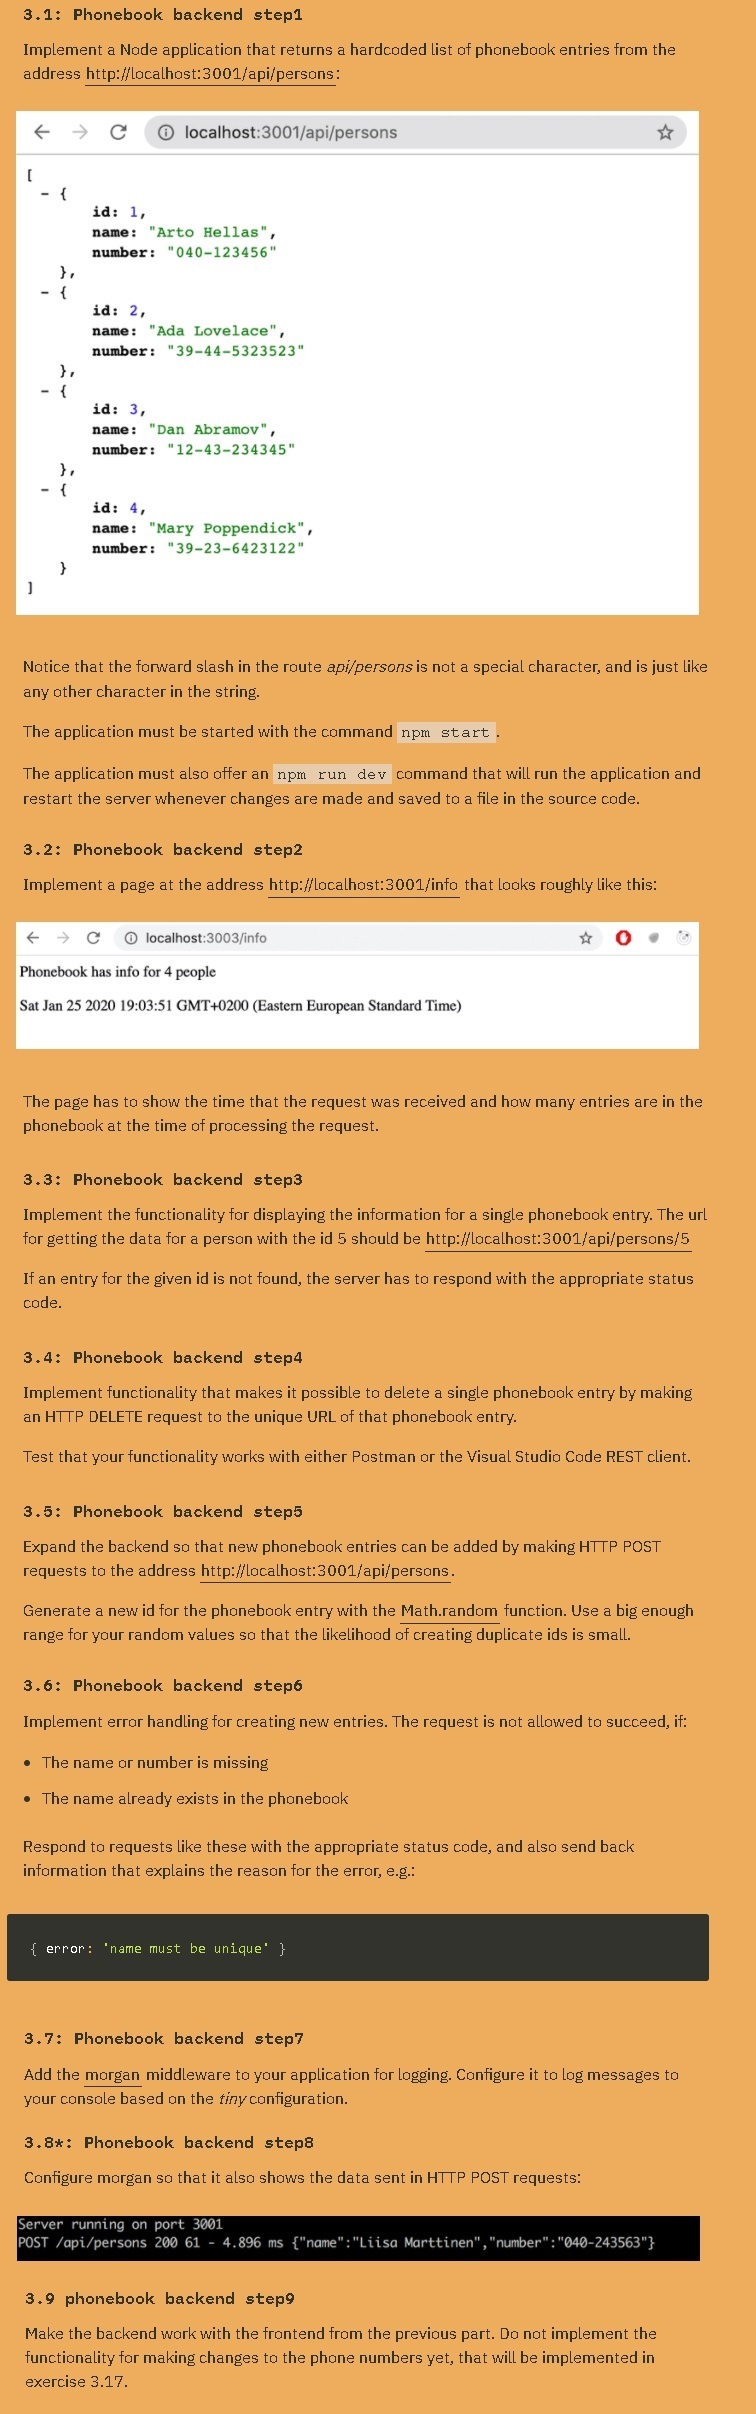 3.1: Phonebook backend step1
Implement a Node application that returns a hardcoded list of phonebook entries from the
address http://localhost:3001/api/persons:
localhost:3001/api/persons
[
- {
id: 1,
name: "Arto Hellas",
number: "040-123456"
},
- {
id: 2,
name: "Ada Lovelace",
number: "39-44-5323523"
},
- {
id: 3,
name: "Dan Abramov",
number: "12-43-234345"
},
- {
id: 4,
name: "Mary Poppendick",
number: "39-23-6423122"
}
]
Notice that the forward slash in the route api/persons is not a special character, and is just like
any other character in the string.
The application must be started with the command npm start.
The application must also offer an npm run dev command that will run the application and
restart the server whenever changes are made and saved to a file in the source code.
3.2: Phonebook backend step2
Implement a page at the address http://localhost:3001/info that looks roughly like this:
localhost:3003/info
Phonebook has info for 4 people
Sat Jan 25 2020 19:03:51 GMT+0200 (Eastern European Standard Time)
The page has to show the time that the request was received and how many entries are in the
phonebook at the time of processing the request.
3.3: Phonebook backend step3
Implement the functionality for displaying the information for a single phonebook entry. The url
for getting the data for a person with the id 5 should be http://localhost:3001/api/persons/5
If an entry for the given id is not found, the server has to respond with the appropriate status
code.
3.4: Phonebook backend step4
Implement functionality that makes it possible to delete a single phonebook entry by making
an HTTP DELETE request to the unique URL of that phonebook entry.
Test that your functionality works with either Postman or the Visual Studio Code REST client.
3.5: Phonebook backend step5
Expand the backend so that new phonebook entries can be added by making HTTP POST
requests to the address http://localhost:3001/api/persons.
Generate a new id for the phonebook entry with the Math.random function. Use a big enough
range for your random values so that the likelihood of creating duplicate ids is small.
3.6: Phonebook backend step6
Implement error handling for creating new entries. The request is not allowed to succeed, if:
• The name or number is missing
• The name already exists in the phonebook
Respond to requests like these with the appropriate status code, and also send back
information that explains the reason for the error, e.g.:
{ error: 'name must be unique' }
3.7: Phonebook backend step7
Add the morgan middleware to your application for logging. Configure it to log messages to
your console based on the tiny configuration.
3.8*: Phonebook backend step8
Configure morgan so that it also shows the data sent in HTTP POST requests:
Server running on port 3001
POST /api/persons 200 61 - 4.896 ms {"name":"Liisa Marttinen","number":"040-243563"}
3.9 phonebook backend step9
Make the backend work with the frontend from the previous part. Do not implement the
functionality for making changes to the phone numbers yet, that will be implemented in
exercise 3.17.